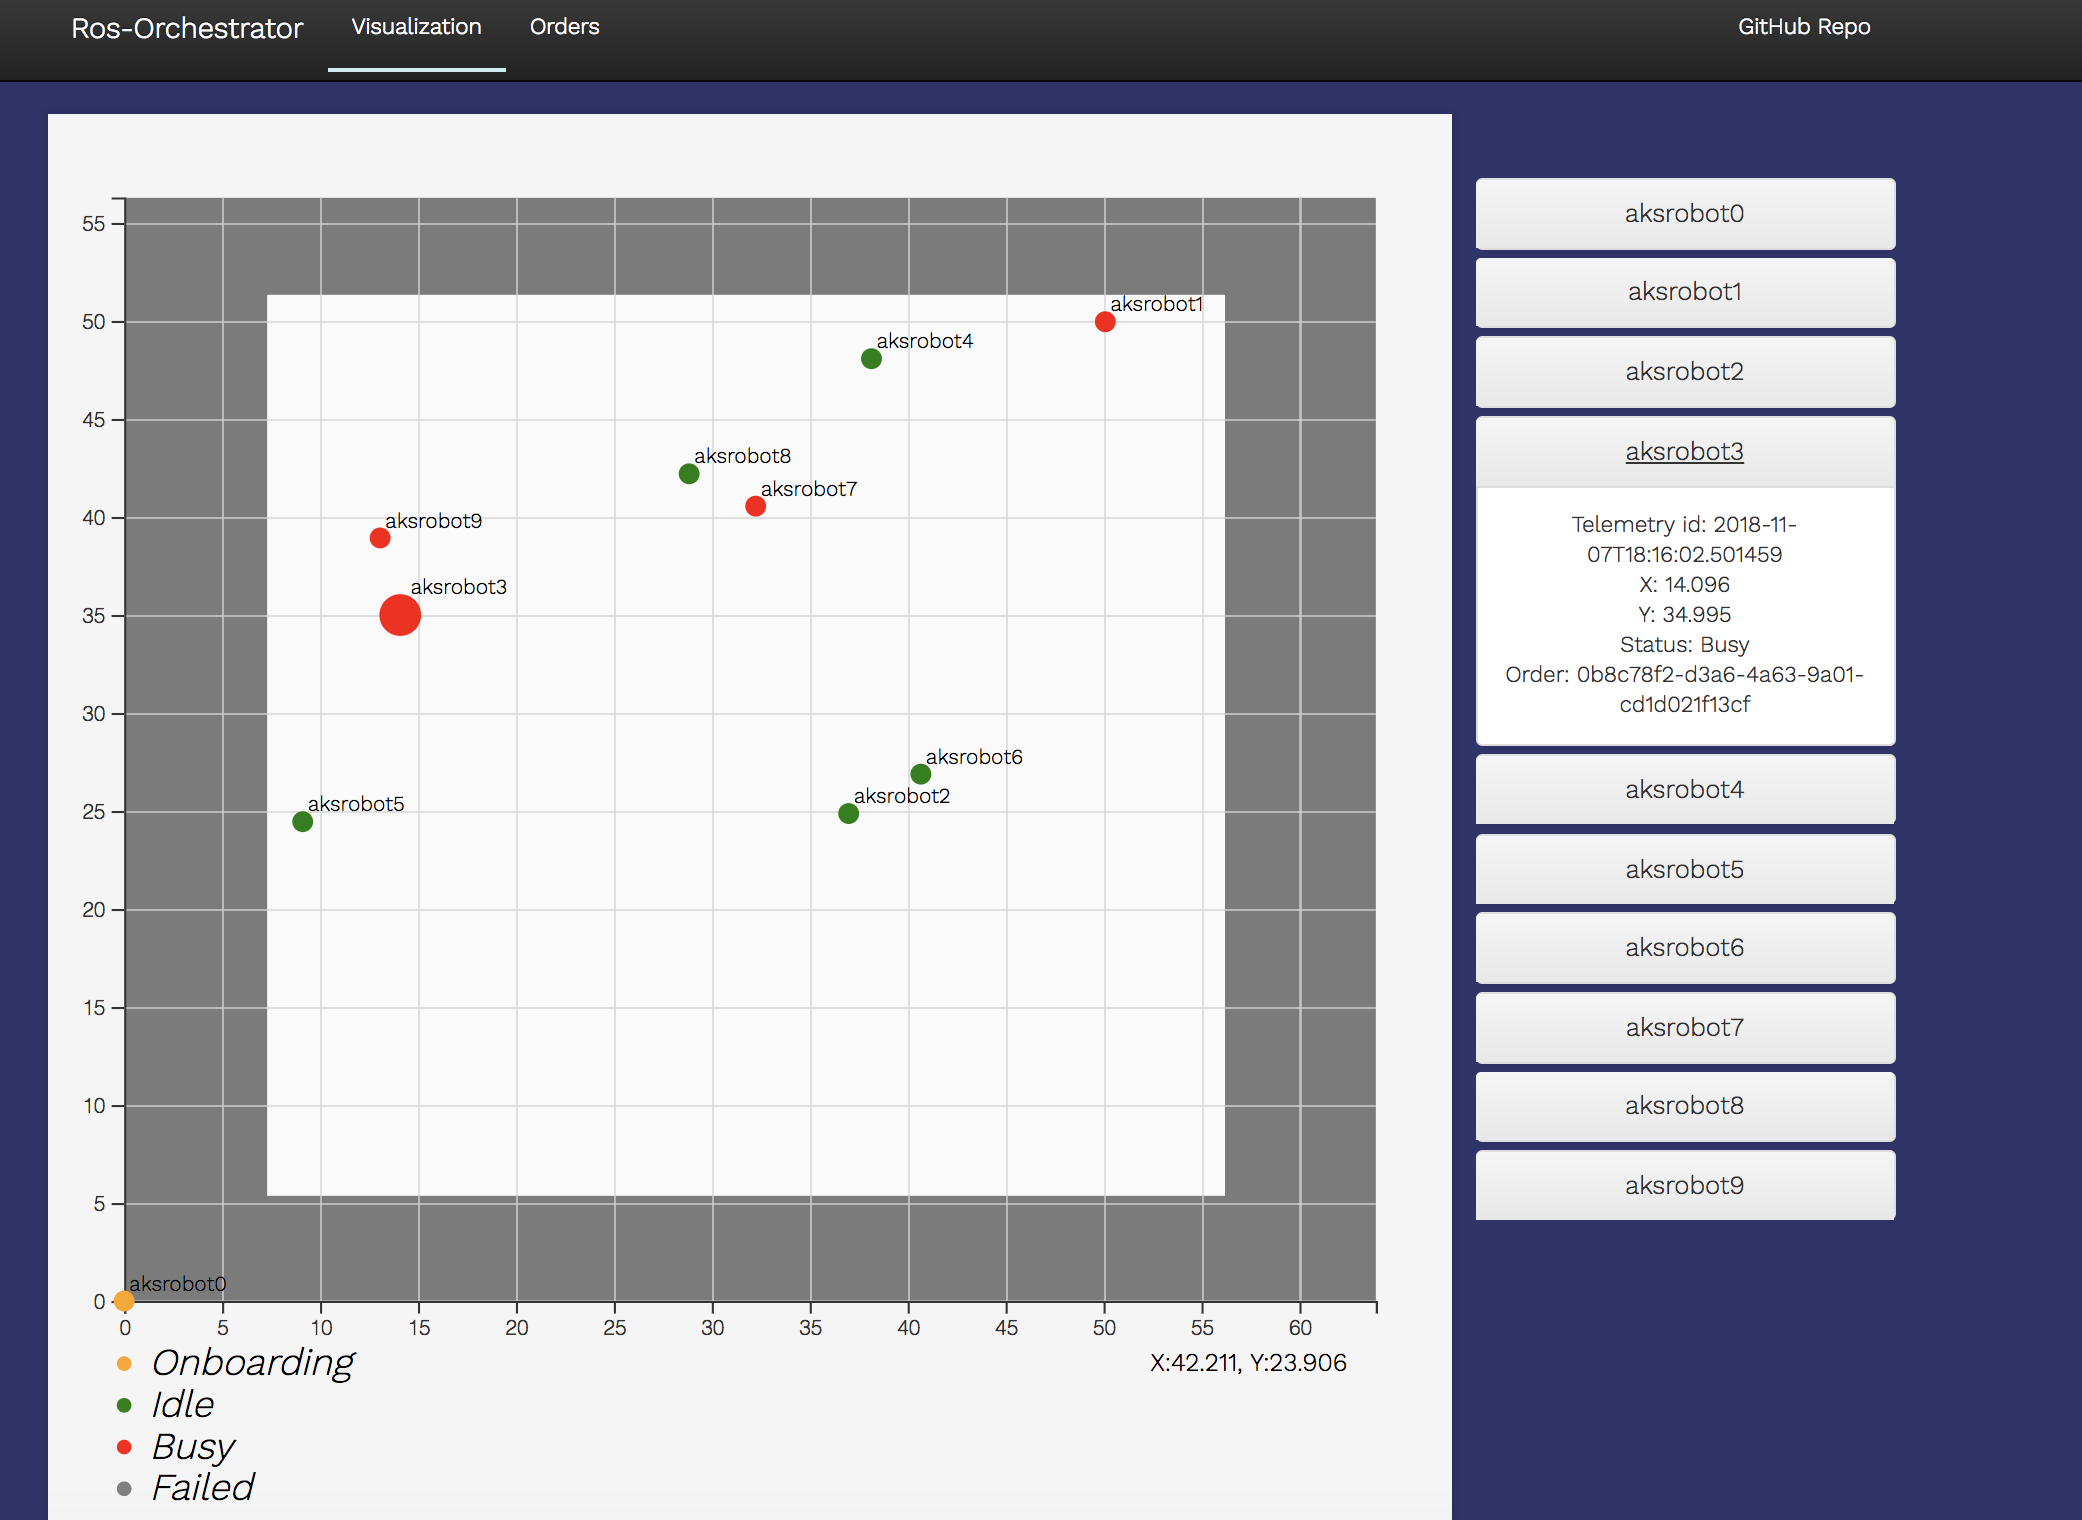 Ros-Orchestrator
Visualization
Orders
GitHub Repo
55
50
45
40
35
30
25
20
15
10
5
0
aksrobot1
aksrobot4
aksrobot8
aksrobot7
aksrobot9
aksrobot3
aksrobot6
aksrobot2
aksrobot5
aksrobot0
0 5 10 15 20 25 30 35 40 45 50 55 60
X:42.211, Y:23.906
Onboarding
Idle
Busy
Failed
aksrobot0
aksrobot1
aksrobot2
aksrobot3
Telemetry id: 2018-11-
07T18:16:02.501459
X: 14.096
Y: 34.995
Status: Busy
Order: 0b8c78f2-d3a6-4a63-9a01-
cd1d021f13cf
aksrobot4
aksrobot5
aksrobot6
aksrobot7
aksrobot8
aksrobot9